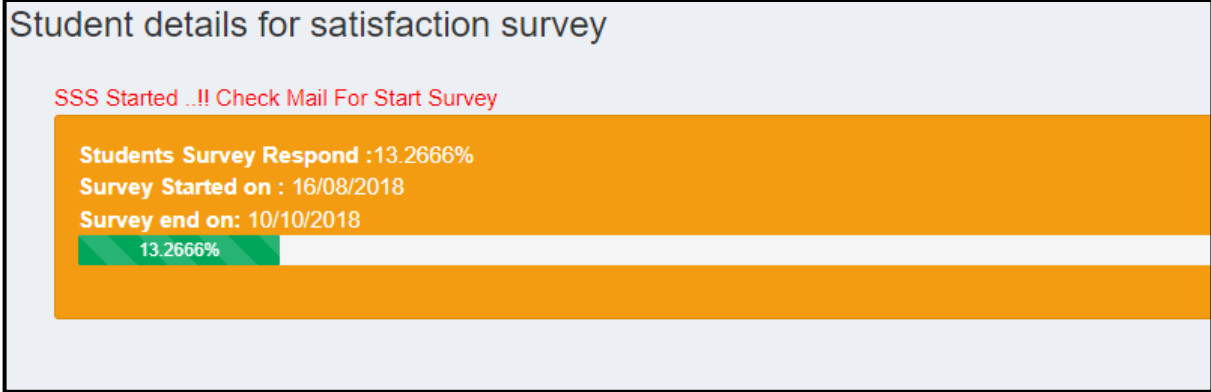 Student details for satisfaction survey
SSS Started ..!! Check Mail For Start Survey
Students Survey Respond :13.2666%
Survey Started on : 16/08/2018
Survey end on: 10/10/2018
13.2666%